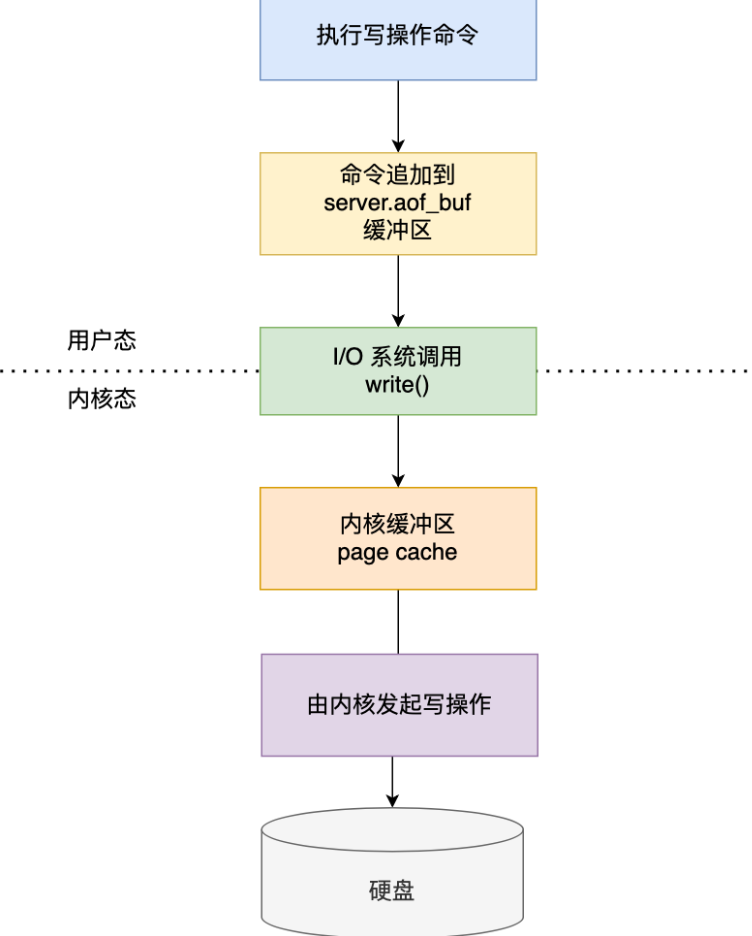 执行写操作命令
命令追加到
server.aof_buf
缓冲区
用户态
I/O 系统调用
write()
内核态
内核缓冲区
page cache
由内核发起写操作
硬盘